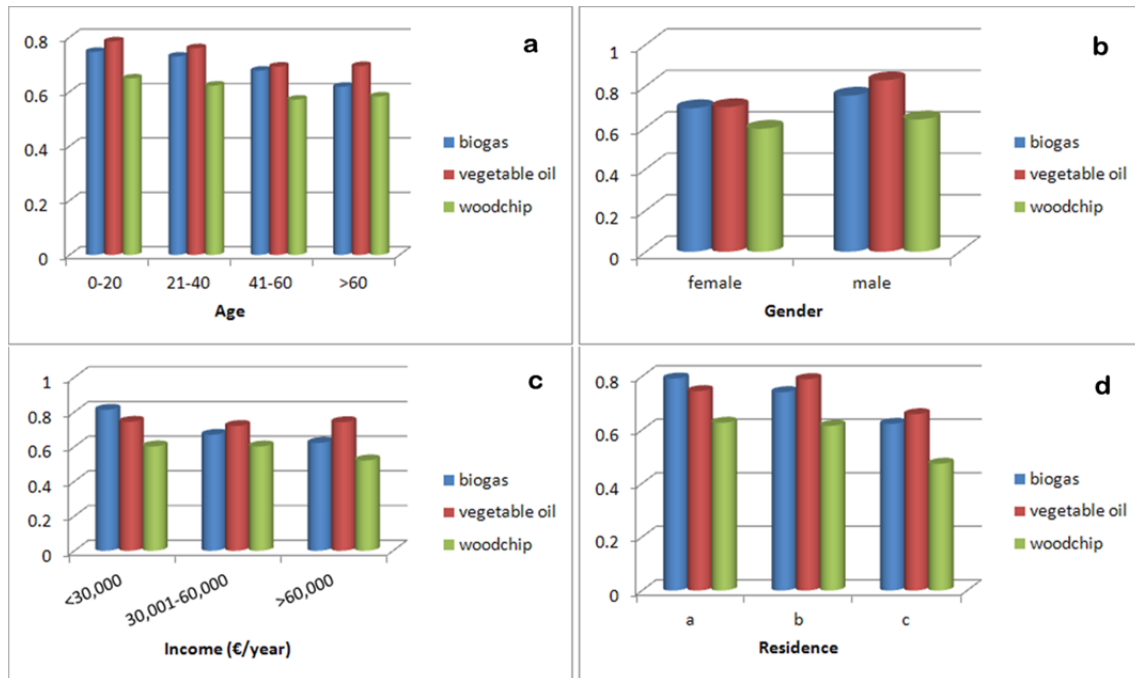 a
0.8
0.6
0.4
0.2
0
0-20 21-40 41-60 >60
Age
biogas
vegetable oil
woodchip
b
1
0.8
0.6
0.4
0.2
0
female male
Gender
biogas
vegetable oil
woodchip
c
1
0.8
0.6
0.4
0.2
0
<30,000 30,001-60,000 >60,000
Income (€/year)
biogas
vegetable oil
woodchip
d
0.8
0.6
0.4
0.2
0
a b c
Residence
biogas
vegetable oil
woodchip